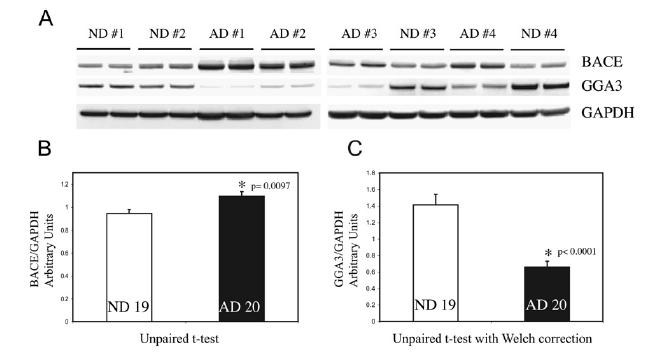 A
ND #1 ND #2 AD #1 AD #2 AD #3 ND #3 AD #4 ND #4
BACE
GGA3
GAPDH
B
BACE/GAPDH
Arbitrary Units
1.2
1
0.8
0.6
0.4
0.2
0
* p= 0.0097
ND 19 AD 20
Unpaired t-test
C
GGA3/GAPDH
Arbitrary Units
1.8
1.6
1.4
1.2
1
0.8
0.6
0.4
0.2
0
* p< 0.0001
ND 19 AD 20
Unpaired t-test with Welch correction